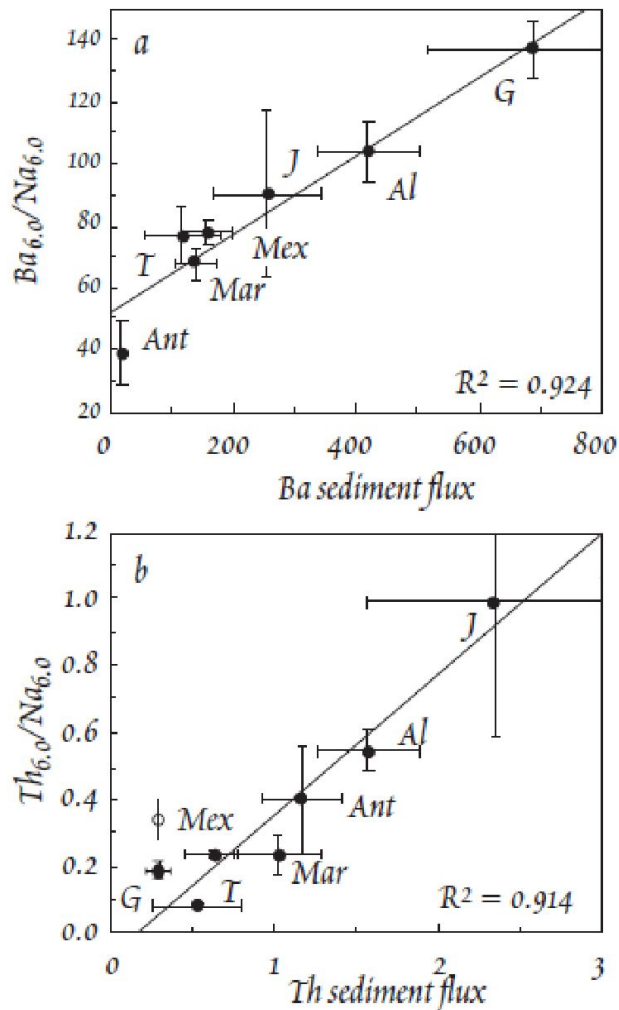 140
120
100
80
60
40
20
Ba6.0/Na6.0
a
G
J
Al
T
Mex
Mar
Ant
R² = 0.924
0
200
400
600
800
Ba sediment flux
1.2
1.0
0.8
0.6
0.4
0.2
0.0
Th6.0/Na6.0
b
J
Al
Ant
Mex
Mar
G
T
R² = 0.914
0
1
2
3
Th sediment flux